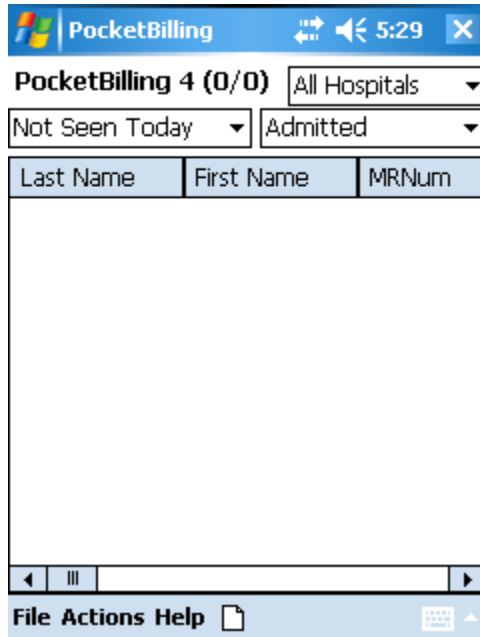 PocketBilling 5:29
PocketBilling 4 (0/0) All Hospitals
Not Seen Today Admitted
Last Name First Name MRNum
File Actions Help